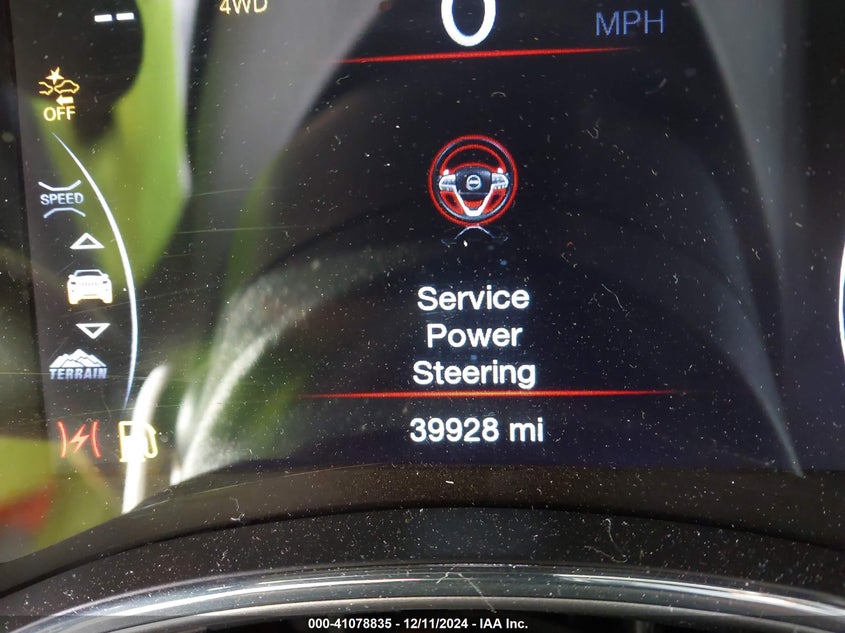 4WD
0 MPH
OFF
SPEED
Service
Power
Steering
TERRAIN
39928 mi
000-41078835 - 12/11/2024 - IAA Inc.